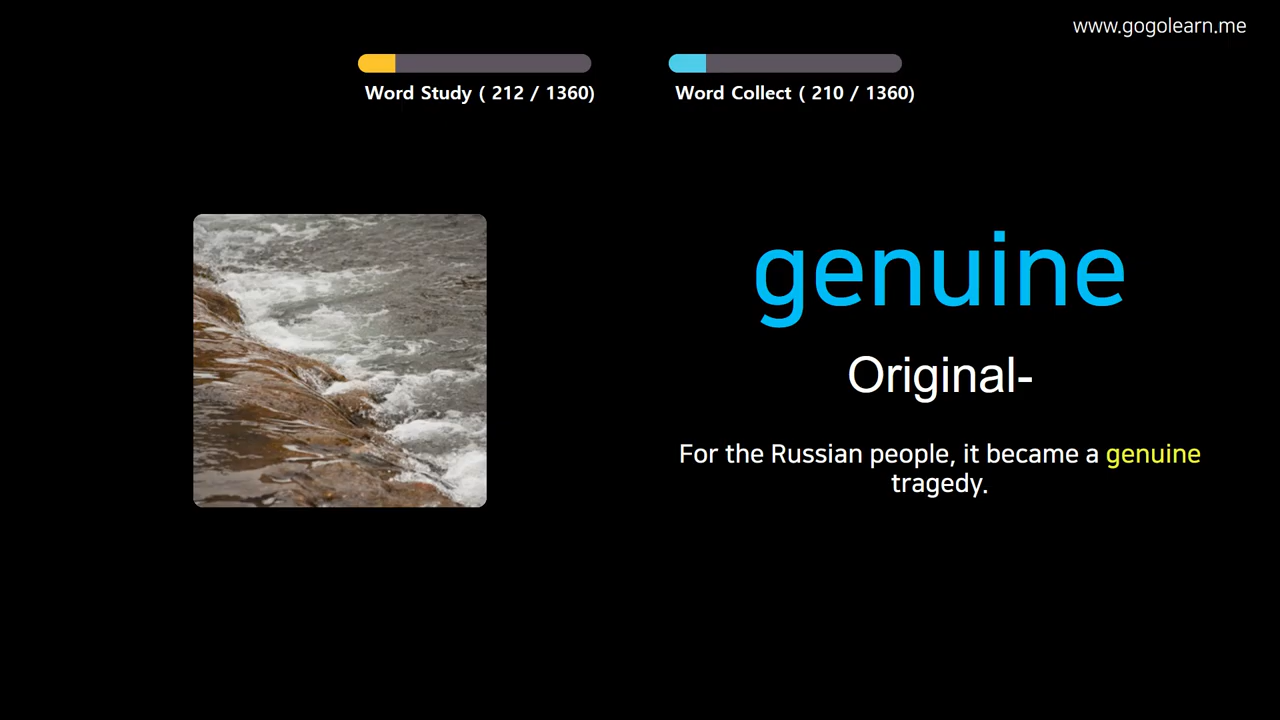 www.gogolearn.me
Word Study ( 212 / 1360)
Word Collect ( 210 / 1360)
genuine
Original-
For the Russian people, it became a genuine
tragedy.